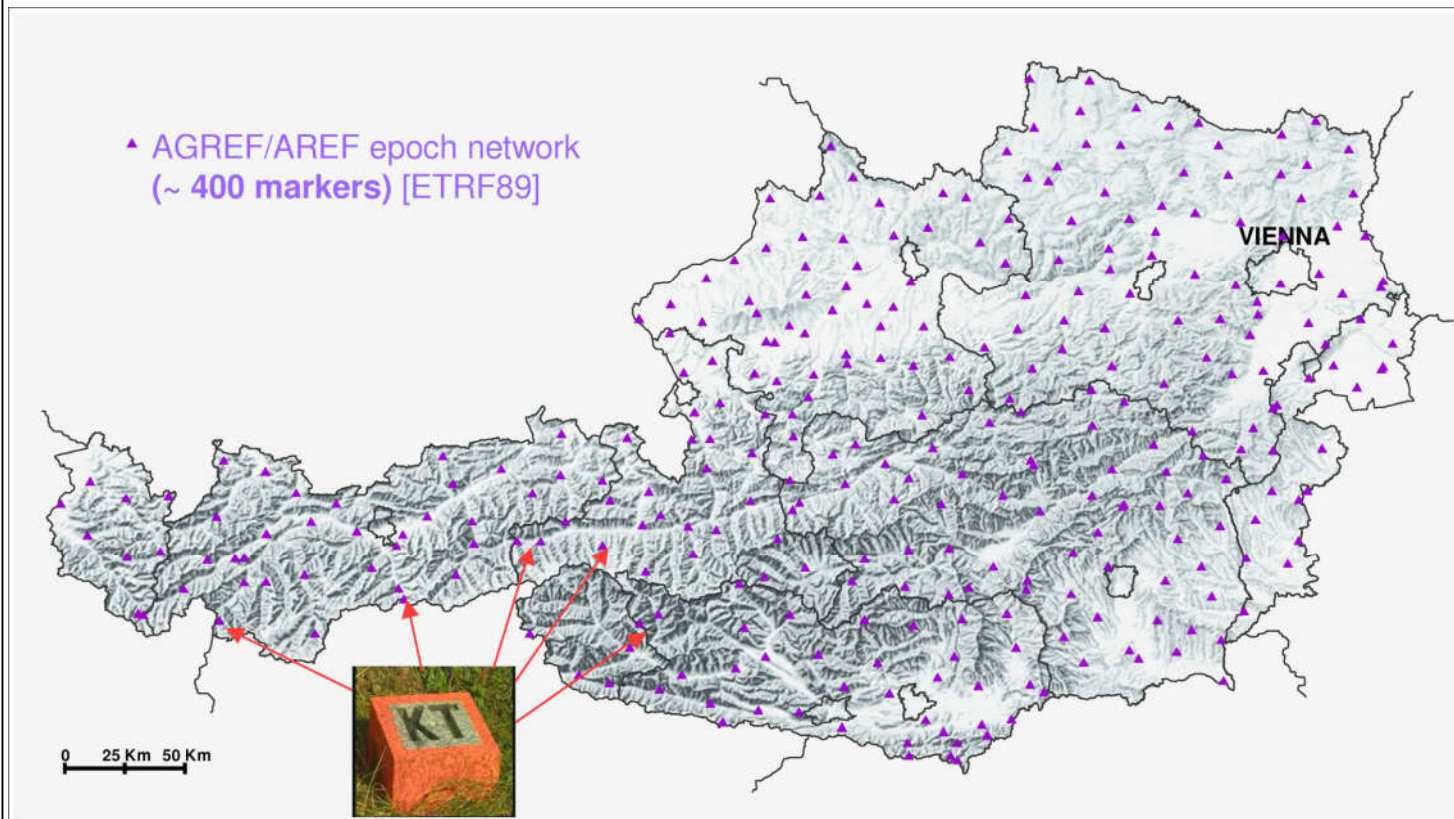 AGREF/AREF epoch network
(~ 400 markers) [ETRF89]
VIENNA
KT
0 25 Km 50 Km